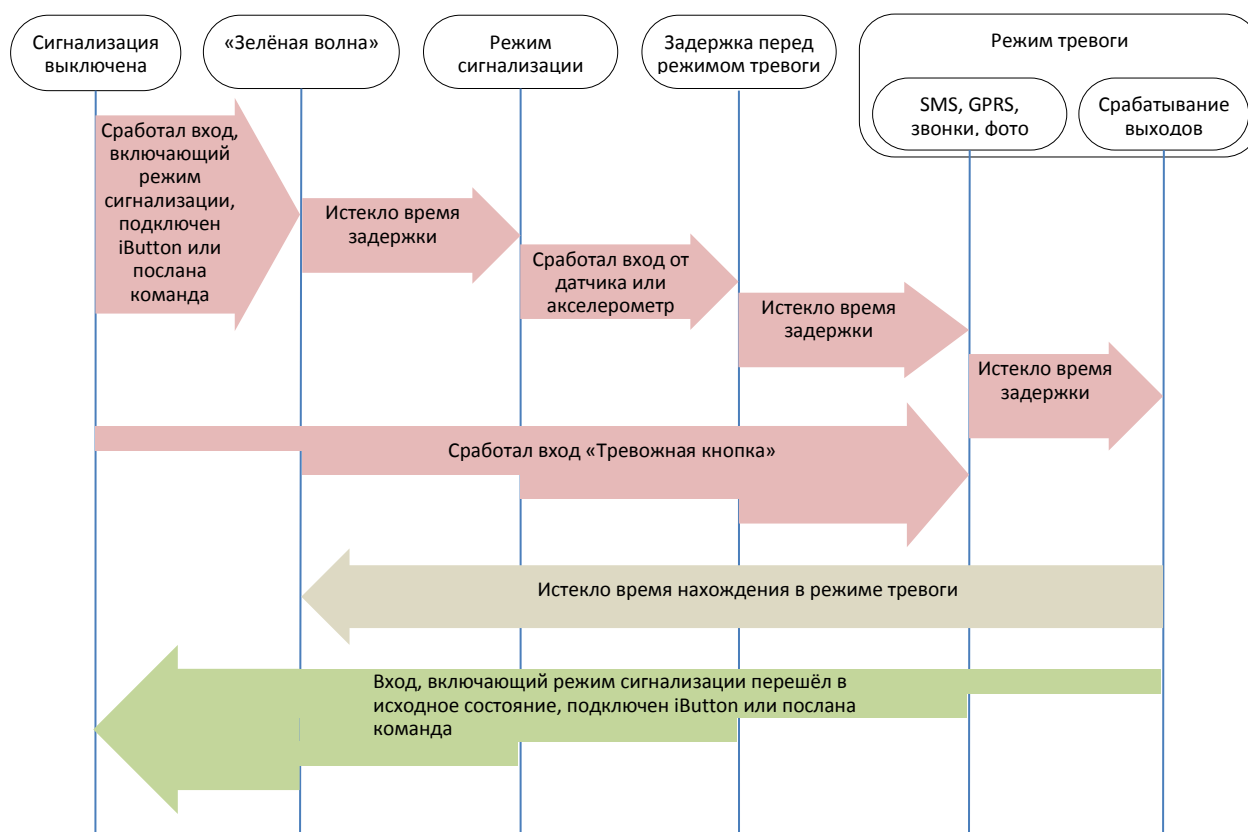 Сигнализация
выключена
«Зелёная волна»
Режим
сигнализации
Задержка перед
режимом тревоги
Режим тревоги
SMS, GPRS,
звонки, фото
Срабатывание
выходов
Сработал вход,
включающий
режим
сигнализации,
подключен
iButton или
послана
команда
Истекло время
задержки
Сработал вход от
датчика или
акселерометр
Истекло время
задержки
Истекло время
задержки
Сработал вход «Тревожная кнопка»
Истекло время нахождения в режиме тревоги
Вход, включающий режим сигнализации перешёл в
исходное состояние, подключен iButton или послана
команда